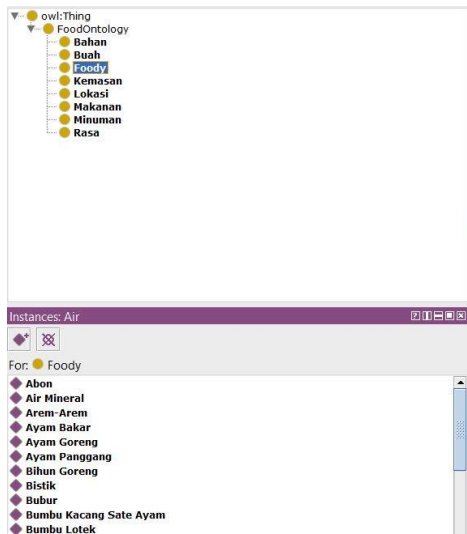 owl:Thing
FoodOntology
Bahan
Buah
Foody
Kemasan
Lokasi
Makanan
Minuman
Rasa
Instances: Air
For: Foody
Abon
Air Mineral
Arem-Arem
Ayam Bakar
Ayam Goreng
Ayam Panggang
Bihun Goreng
Bistik
Bubur
Bumbu Kacang Sate Ayam
Bumbu Lotek